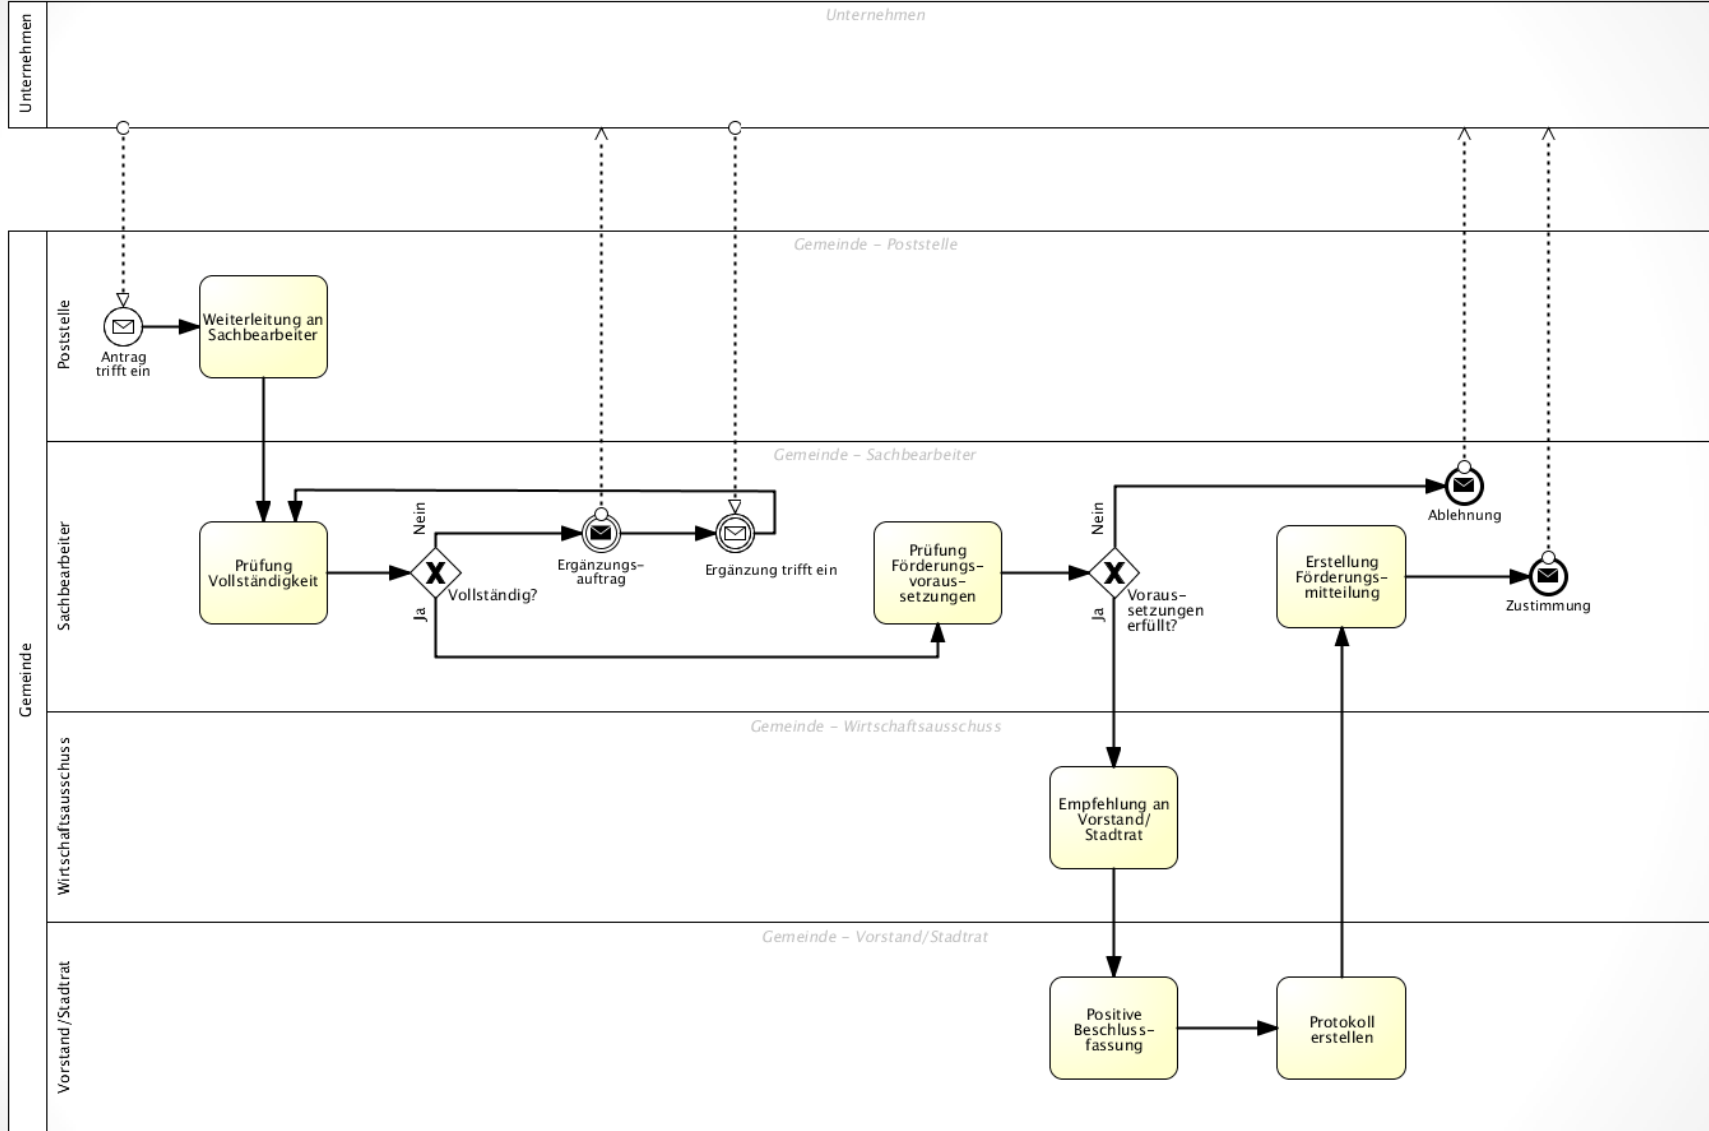 Unternehmen
Unternehmen
Gemeinde
Gemeinde – Poststelle
Poststelle
Antrag
trifft ein
Weiterleitung an
Sachbearbeiter
Gemeinde – Sachbearbeiter
Sachbearbeiter
Prüfung
Vollständigkeit
Nein
Ja
Vollständig?
Ergänzungs-
auftrag
Ergänzung trifft ein
Prüfung
Förderungs-
voraus-
setzungen
Nein
Ja
Voraus-
setzungen
erfüllt?
Ablehnung
Erstellung
Förderungs-
mitteilung
Zustimmung
Gemeinde – Wirtschaftsausschuss
Wirtschaftsausschuss
Empfehlung an
Vorstand/
Stadtrat
Gemeinde – Vorstand/Stadtrat
Vorstand/Stadtrat
Positive
Beschluss-
fassung
Protokoll
erstellen